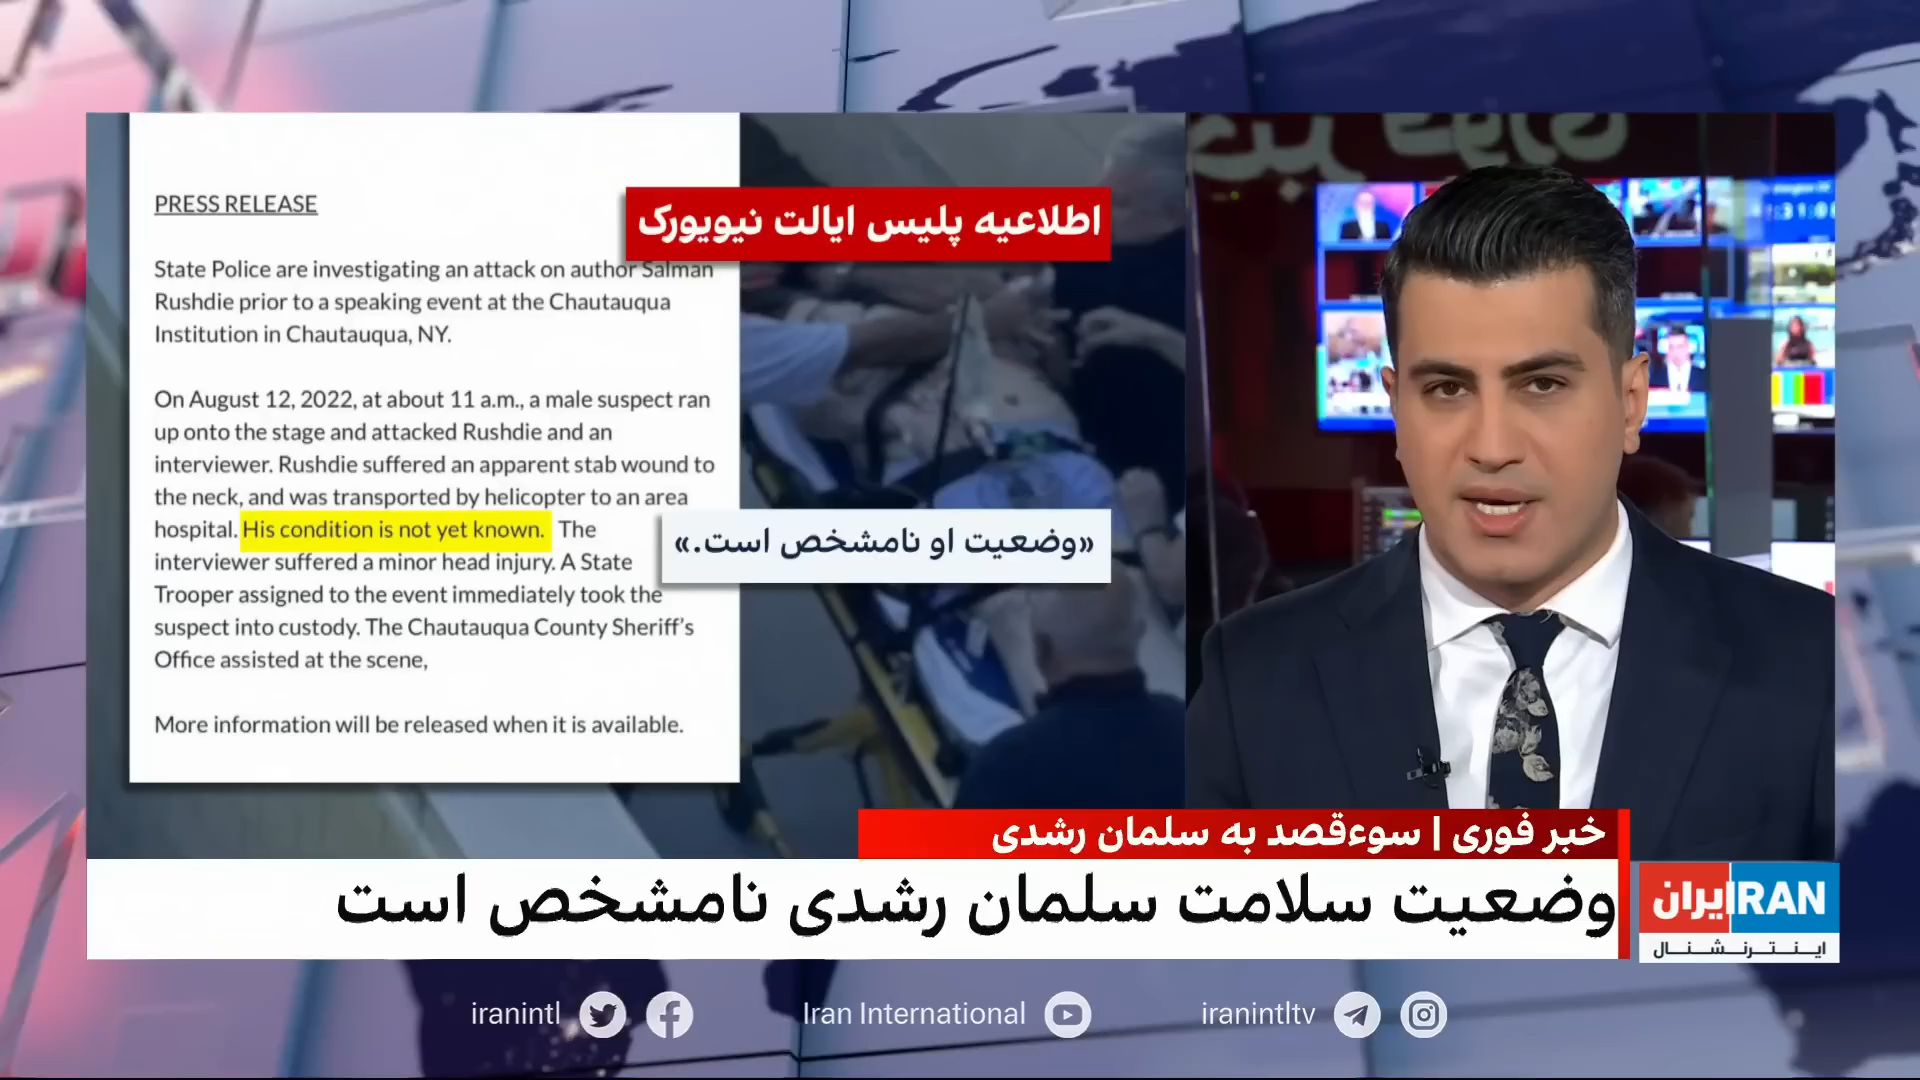 خبر فوری
PRESS RELEASE
اطلاعیه پلیس ایالت نیویورک
State Police are investigating an attack on author Salman
Rushdie prior to a speaking event at the Chautauqua
Institution in Chautauqua, NY.
On August 12, 2022, at about 11 a.m., a male suspect ran
up onto the stage and attacked Rushdie and an
interviewer. Rushdie suffered an apparent stab wound to
the neck, and was transported by helicopter to an area
hospital. His condition is not yet known. The
interviewer suffered a minor head injury. A State
Trooper assigned to the event immediately took the
suspect into custody. The Chautauqua County Sheriff's
Office assisted at the scene,
More information will be released when it is available.
«وضعیت او نامشخص است.»
خبر فوری | سوءقصد به سلمان رشدی
وضعیت سلامت سلمان رشدی نامشخص است
ایران IRAN
اینترنشنال
iranintl
Iran International
iranintltv